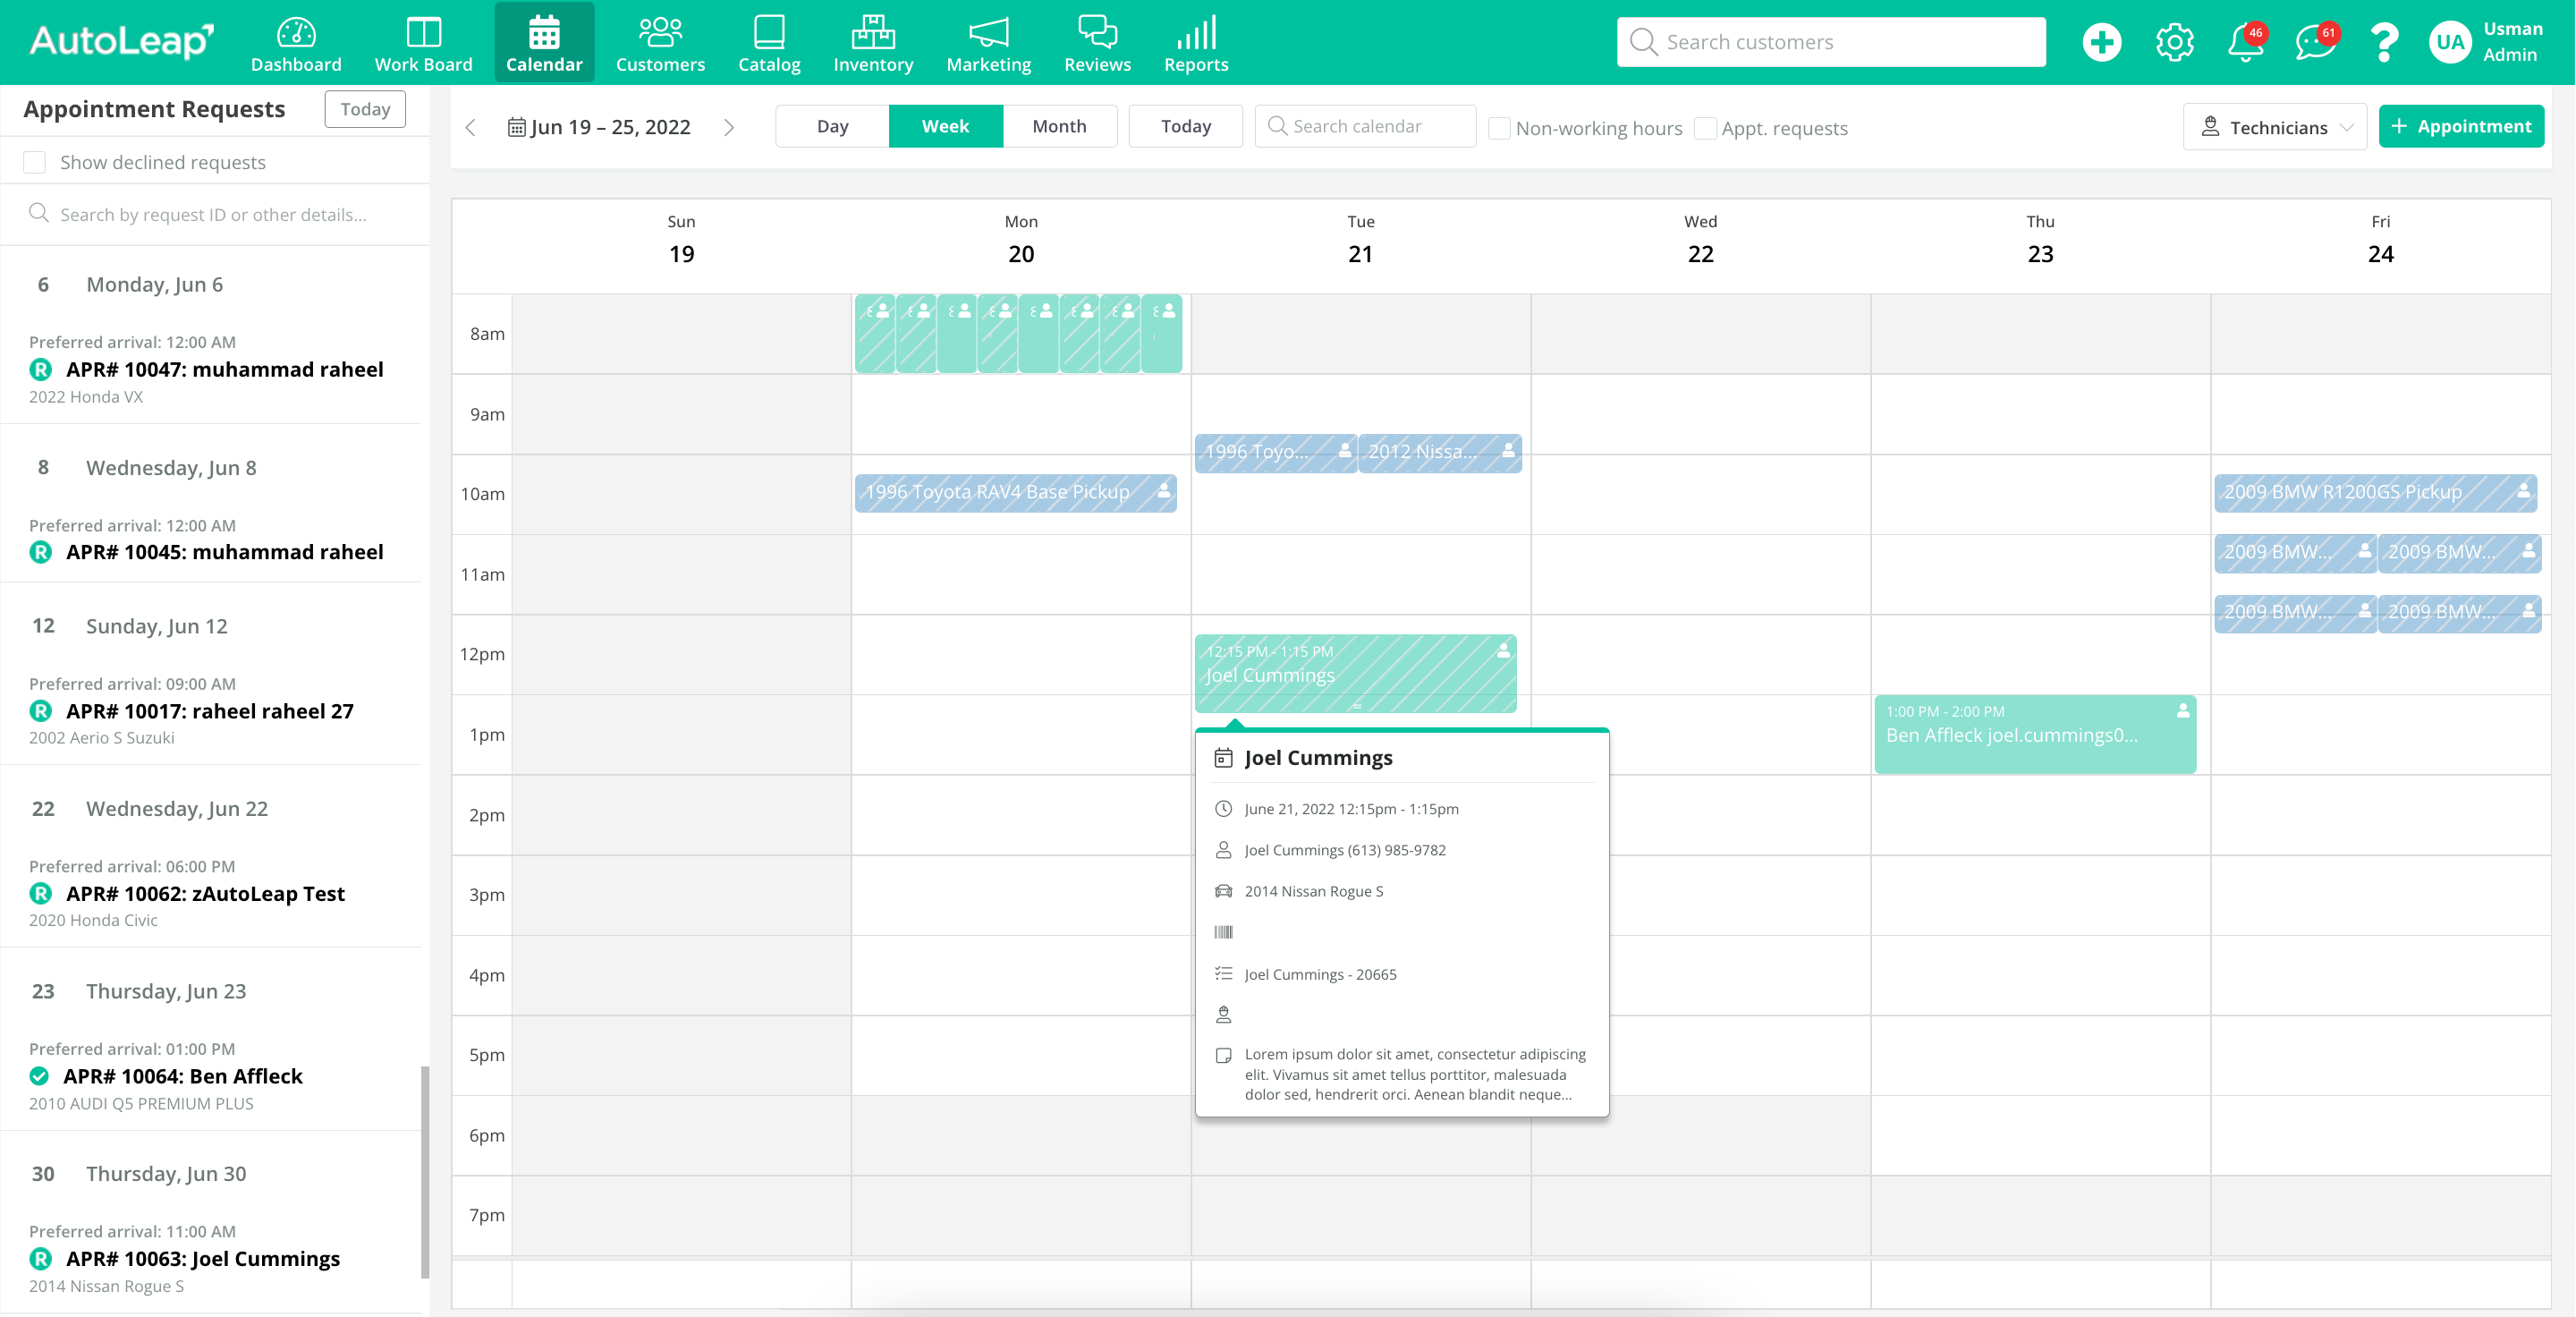 AutoLeap
Dashboard
Work Board
Calendar
Customers
Catalog
Inventory
Marketing
Reviews
Reports
Search customers
46
61
UA
Usman
Admin
Appointment Requests
Today
Show declined requests
Search by request ID or other details...
6 Monday, Jun 6
Preferred arrival: 12:00 AM
R APR# 10047: muhammad raheel
2022 Honda VX
8 Wednesday, Jun 8
Preferred arrival: 12:00 AM
R APR# 10045: muhammad raheel
12 Sunday, Jun 12
Preferred arrival: 09:00 AM
R APR# 10017: raheel raheel 27
2002 Aerio S Suzuki
22 Wednesday, Jun 22
Preferred arrival: 06:00 PM
R APR# 10062: zAutoLeap Test
2020 Honda Civic
23 Thursday, Jun 23
Preferred arrival: 01:00 PM
APR# 10064: Ben Affleck
2010 AUDI Q5 PREMIUM PLUS
30 Thursday, Jun 30
Preferred arrival: 11:00 AM
R APR# 10063: Joel Cummings
2014 Nissan Rogue S
Jun 19 – 25, 2022
Day
Week
Month
Today
Search calendar
Non-working hours
Appt. requests
Technicians
+ Appointment
Sun
19
Mon
20
Tue
21
Wed
22
Thu
23
Fri
24
8am
9am
10am
11am
12pm
1pm
2pm
3pm
4pm
5pm
6pm
7pm
1996 Toyota RAV4 Base Pickup
1996 Toyo...
2012 Nissa...
12:15 PM - 1:15 PM
Joel Cummings
1:00 PM - 2:00 PM
Ben Affleck joel.cummings0...
2009 BMW R1200GS Pickup
2009 BMW...
2009 BMW...
2009 BMW...
2009 BMW...
Joel Cummings
June 21, 2022 12:15pm - 1:15pm
Joel Cummings (613) 985-9782
2014 Nissan Rogue S
Joel Cummings - 20665
Lorem ipsum dolor sit amet, consectetur adipiscing
elit. Vivamus sit amet tellus porttitor, malesuada
dolor sed, hendrerit orci. Aenean blandit neque...